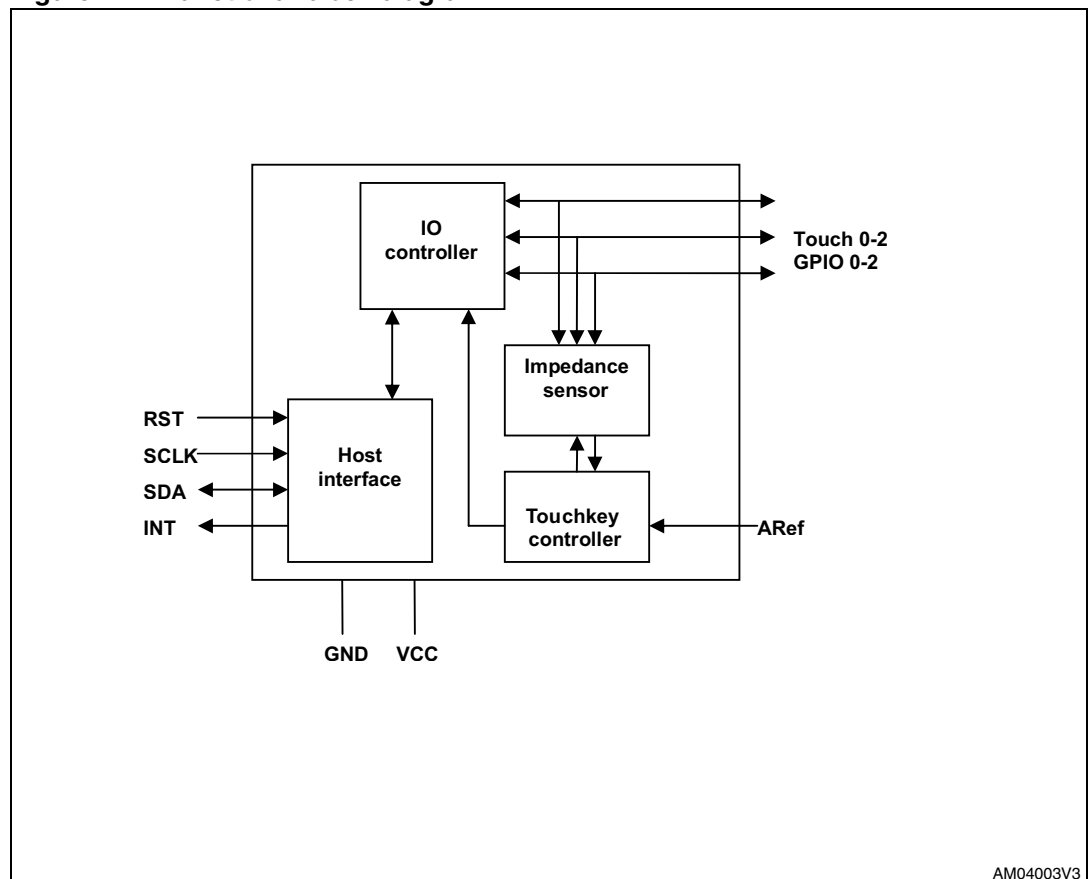 IO
controller
Touch 0-2
GPIO 0-2
Impedance
sensor
RST
SCLK
SDA
INT
Host
interface
Touchkey
controller
ARef
GND VCC
AM04003V3